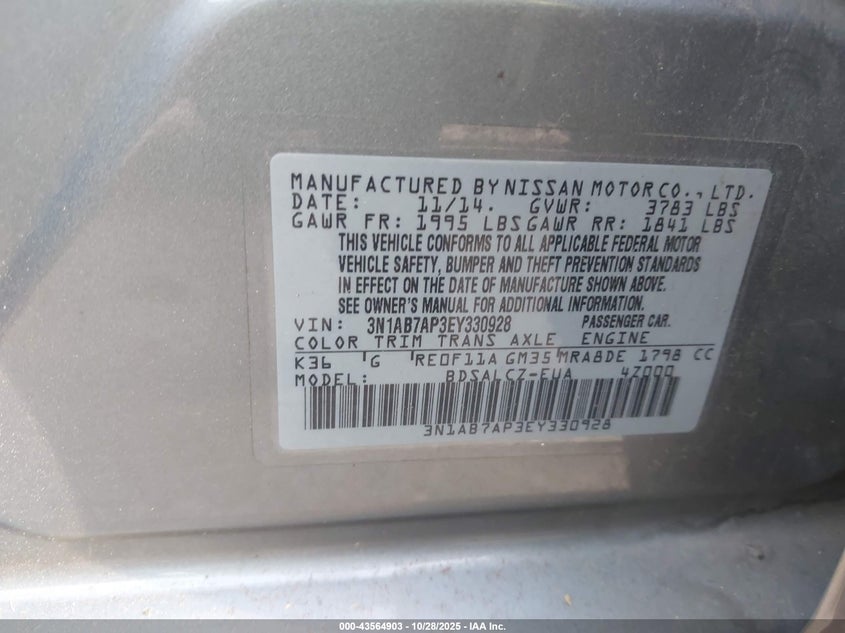 MANUFACTURED BY NISSAN MOTOR CO., LTD.
DATE: 11/14. GVWR: 3783 LBS
GAWR FR: 1995 LBS GAWR RR: 1841 LBS
THIS VEHICLE CONFORMS TO ALL APPLICABLE FEDERAL MOTOR
VEHICLE SAFETY, BUMPER AND THEFT PREVENTION STANDARDS
IN EFFECT ON THE DATE OF MANUFACTURE SHOWN ABOVE.
SEE OWNER'S MANUAL FOR ADDITIONAL INFORMATION.
VIN: 3N1AB7AP3EY330928 PASSENGER CAR.
COLOR TRIM TRANS AXLE ENGINE
K36 G RE0F11A GM35 MRA8DE 1798 CC
MODEL: BDSALCZ-EUA 4Z000
3N1AB7AP3EY330928
000-43564903 | 10/28/2025 - IAA Inc.